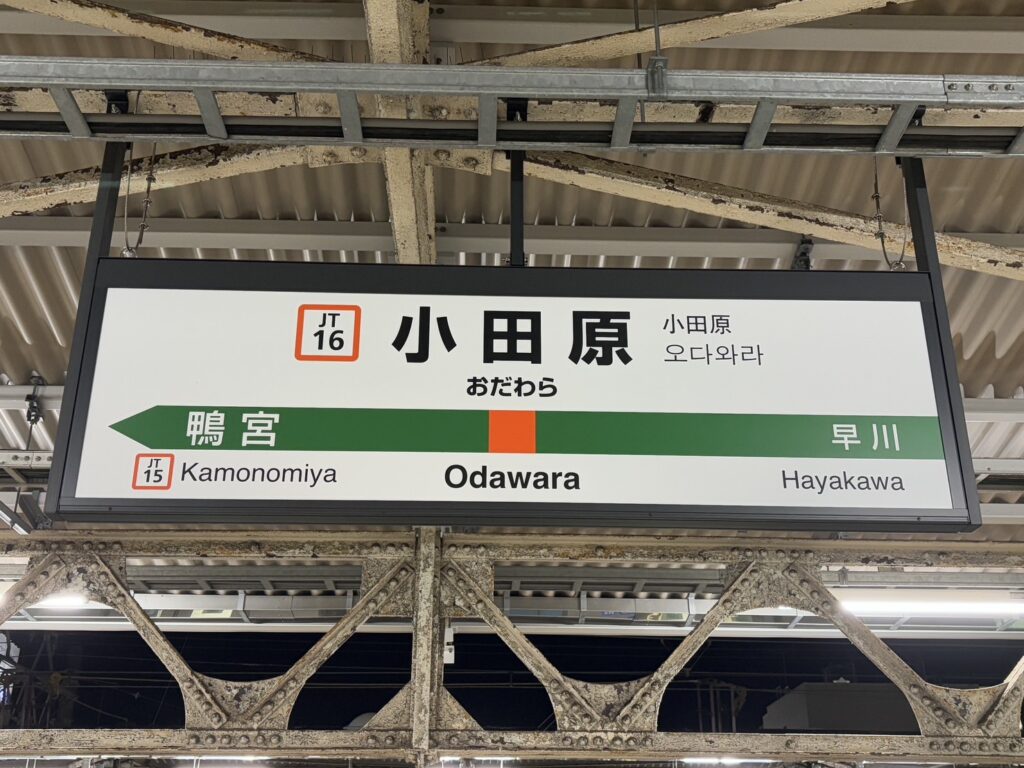 JT
16
小田原
小田原
오다와라
おだわら
鴨宮
早川
JT
15
Kamonomiya
Odawara
Hayakawa